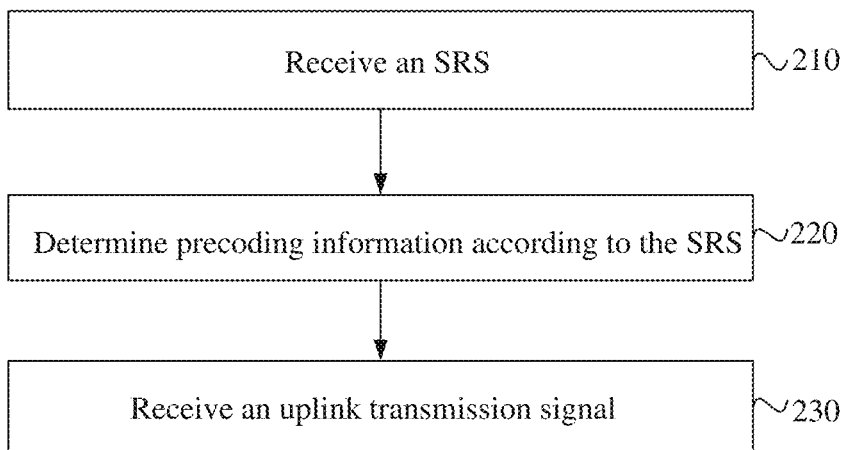 Receive an SRS
210
Determine precoding information according to the SRS
220
Receive an uplink transmission signal
230